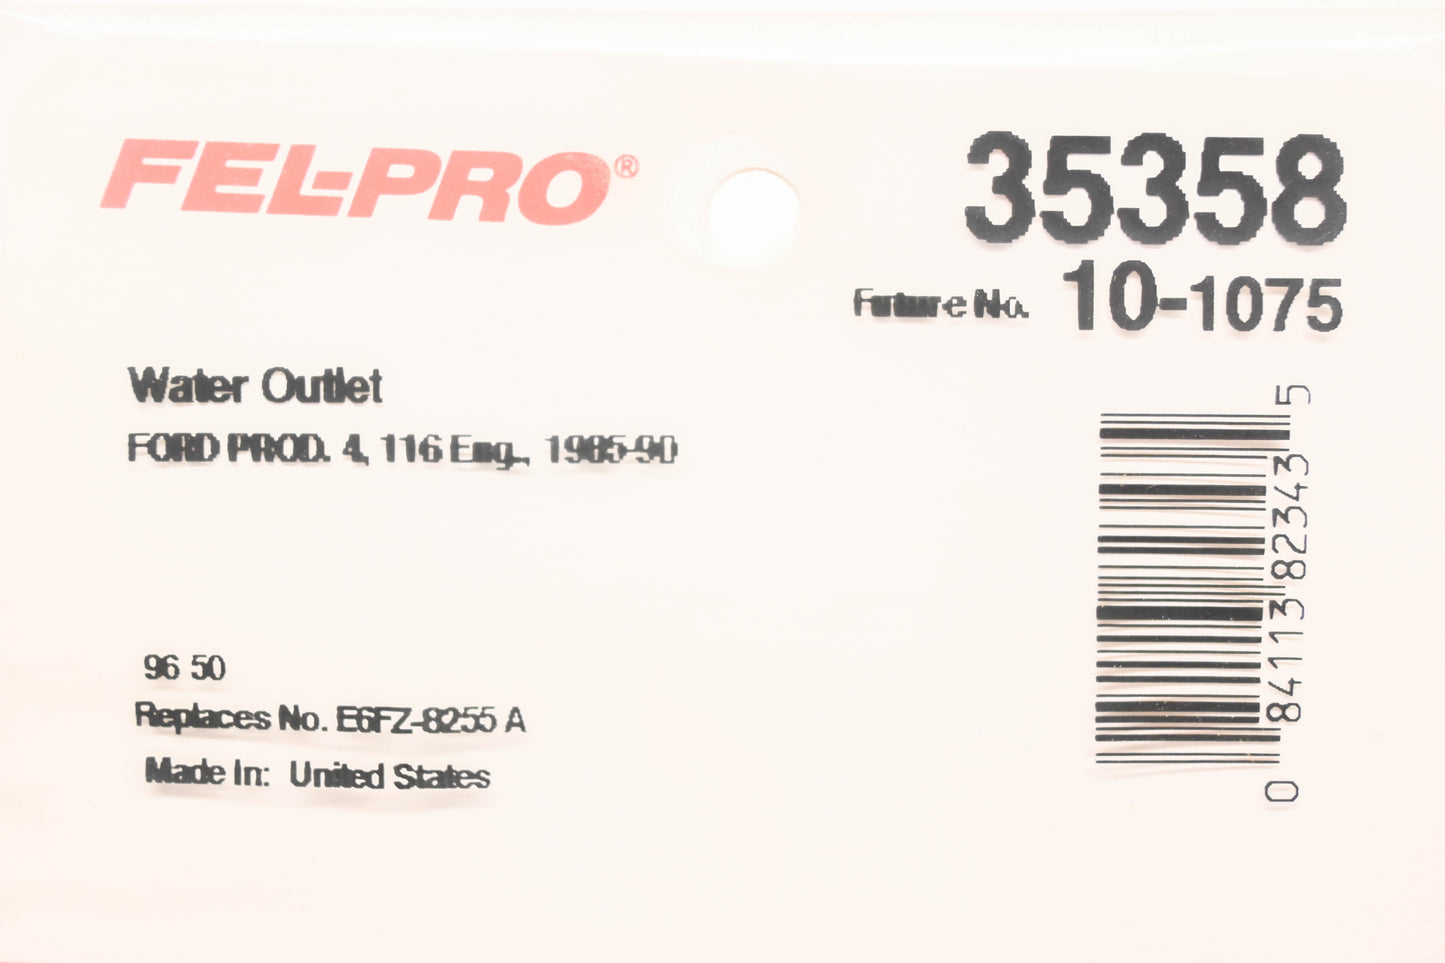 FEL-PRO®
35358
Future No. 10-1075
Water Outlet
FORD PROD. 4, 116 Eng., 1985-90
96 50
Replaces No. E6FZ-8255 A
Made In: United States
0 84113 82343 5